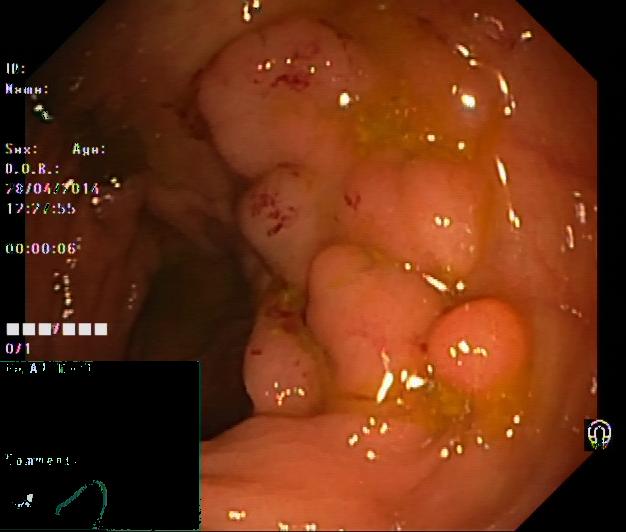 ID:
Name:
Sex: Age:
D.O.B.:
28/04/2014
12:27:55
00:00:06
0/1
Comment: